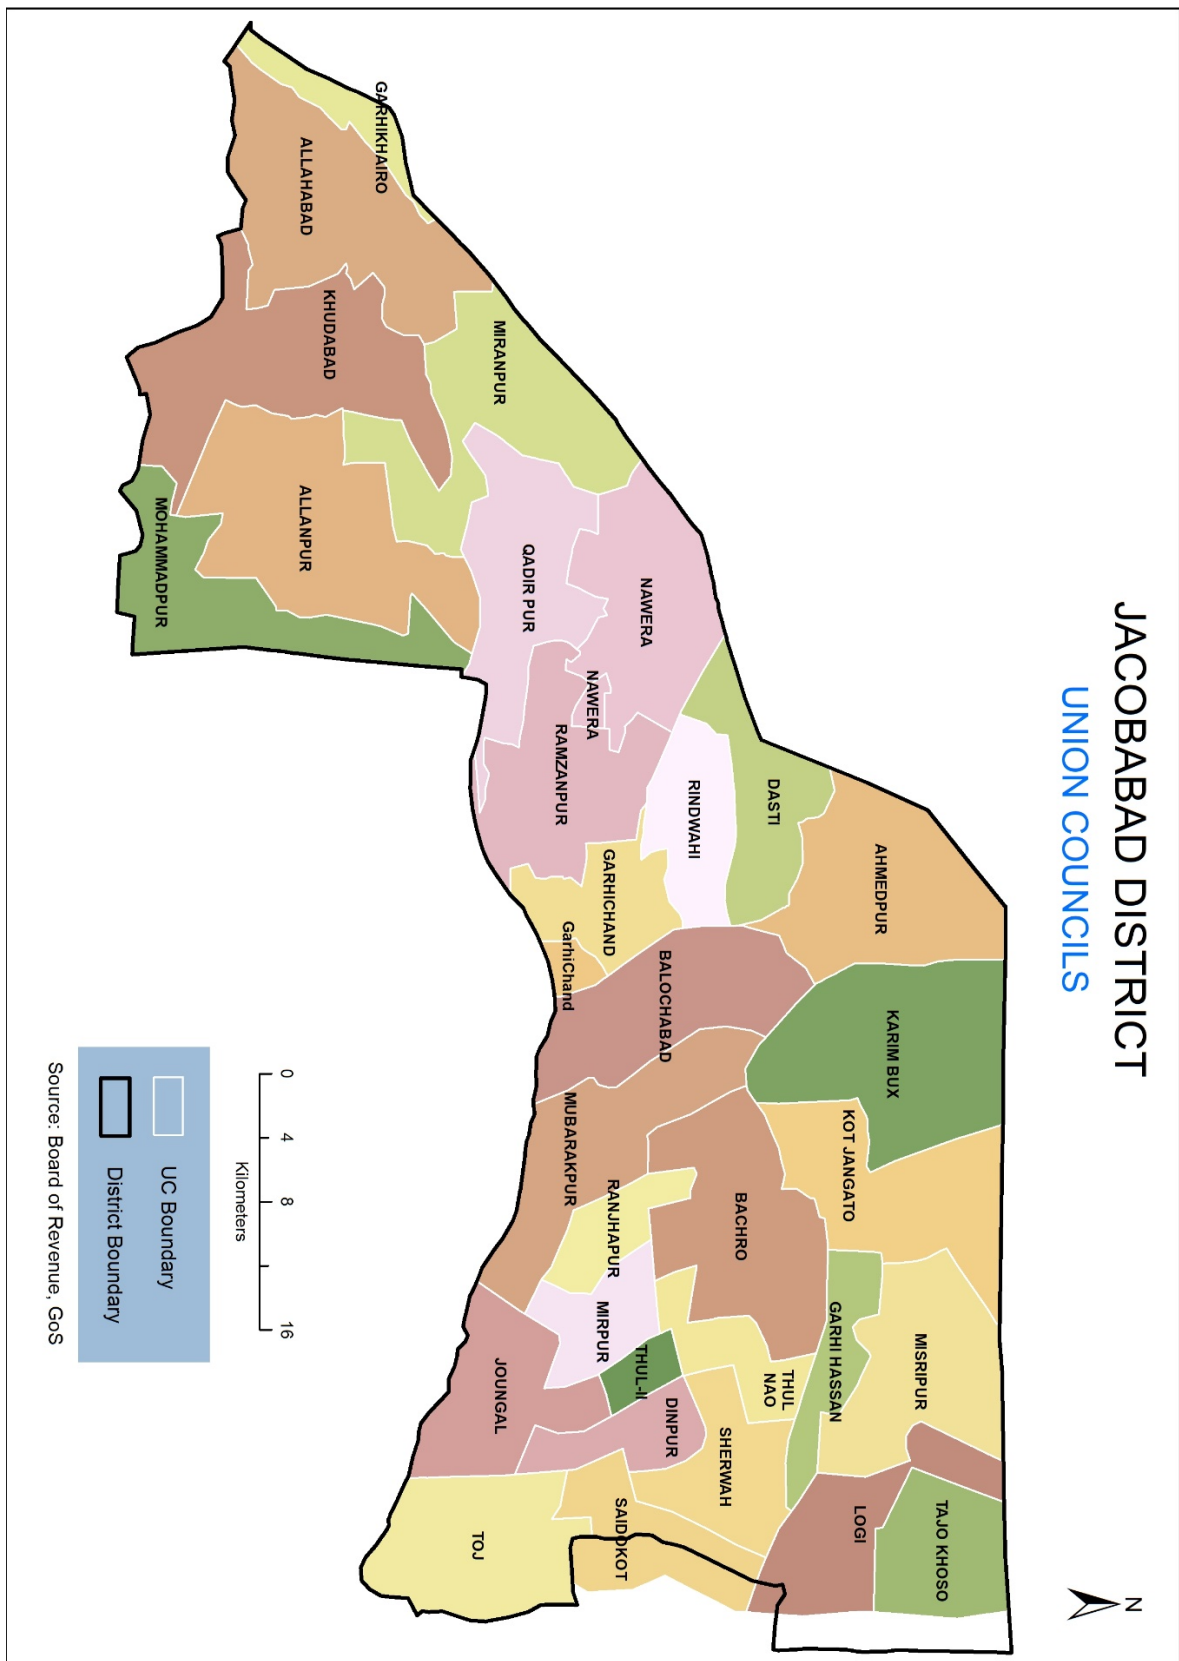 JACOBABAD DISTRICT
UNION COUNCILS
N
GARHIKHAIRO
ALLAHABAD
KHUDABAD
MIRANPUR
ALLANPUR
MOHAMMADPUR
QADIR PUR
NAWERA
NAWERA
RAMZANPUR
RINDWAHI
DASTI
AHMEDPUR
GARHICHAND
GarhiChand
BALOCHABAD
KARIM BUX
MUBARAKPUR
KOT JANGATO
BACHRO
RANJHAPUR
MIRPUR
THUL-II
THUL
NAO
GARHI HASSAN
MISRIPUR
JOUNGAL
DINPUR
SHERWAH
LOGI
TAJO KHOSO
SAIDOKOT
TOJ
0 4 8 16
Kilometers
UC Boundary
District Boundary
Source: Board of Revenue, GoS